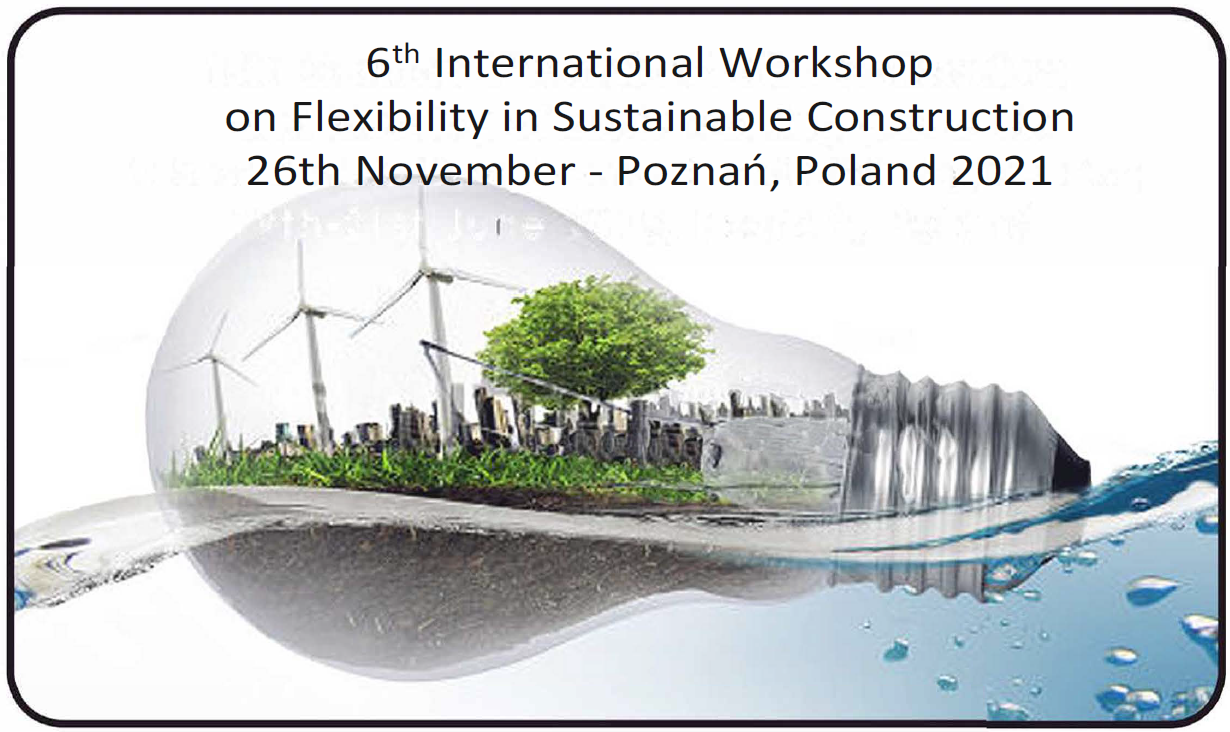 6th International Workshop
on Flexibility in Sustainable Construction
26th November - Poznań, Poland 2021